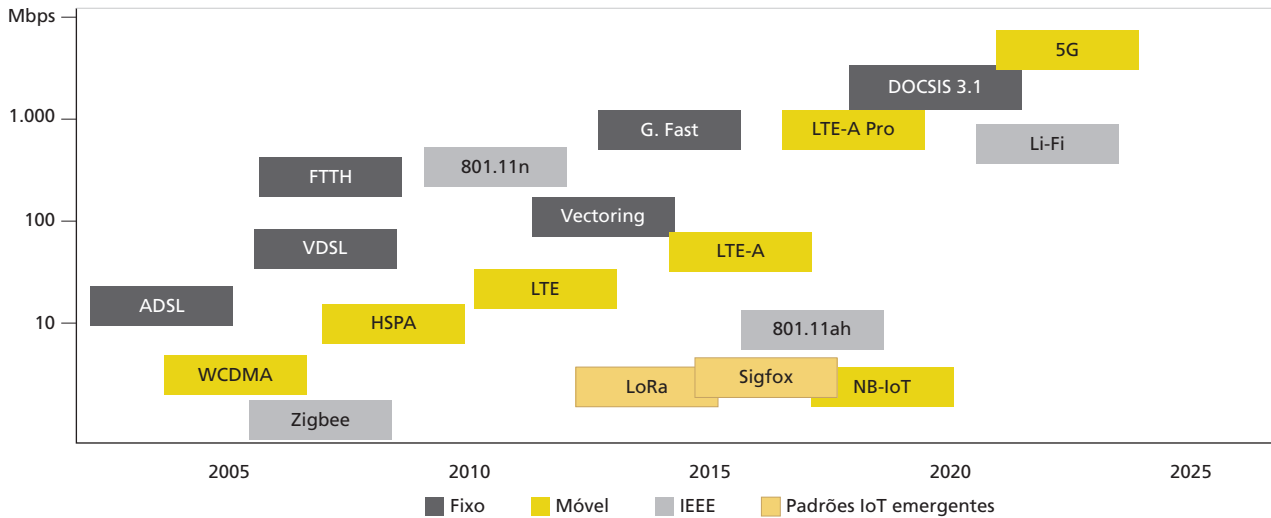 Mbps
5G
DOCSIS 3.1
1.000
G. Fast
LTE-A Pro
Li-Fi
801.11n
FTTH
100
Vectoring
VDSL
LTE-A
LTE
ADSL
10
HSPA
801.11ah
WCDMA
LoRa
Sigfox
NB-IoT
Zigbee
2005 2010 2015 2020 2025
Fixo Móvel IEEE Padrões IoT emergentes